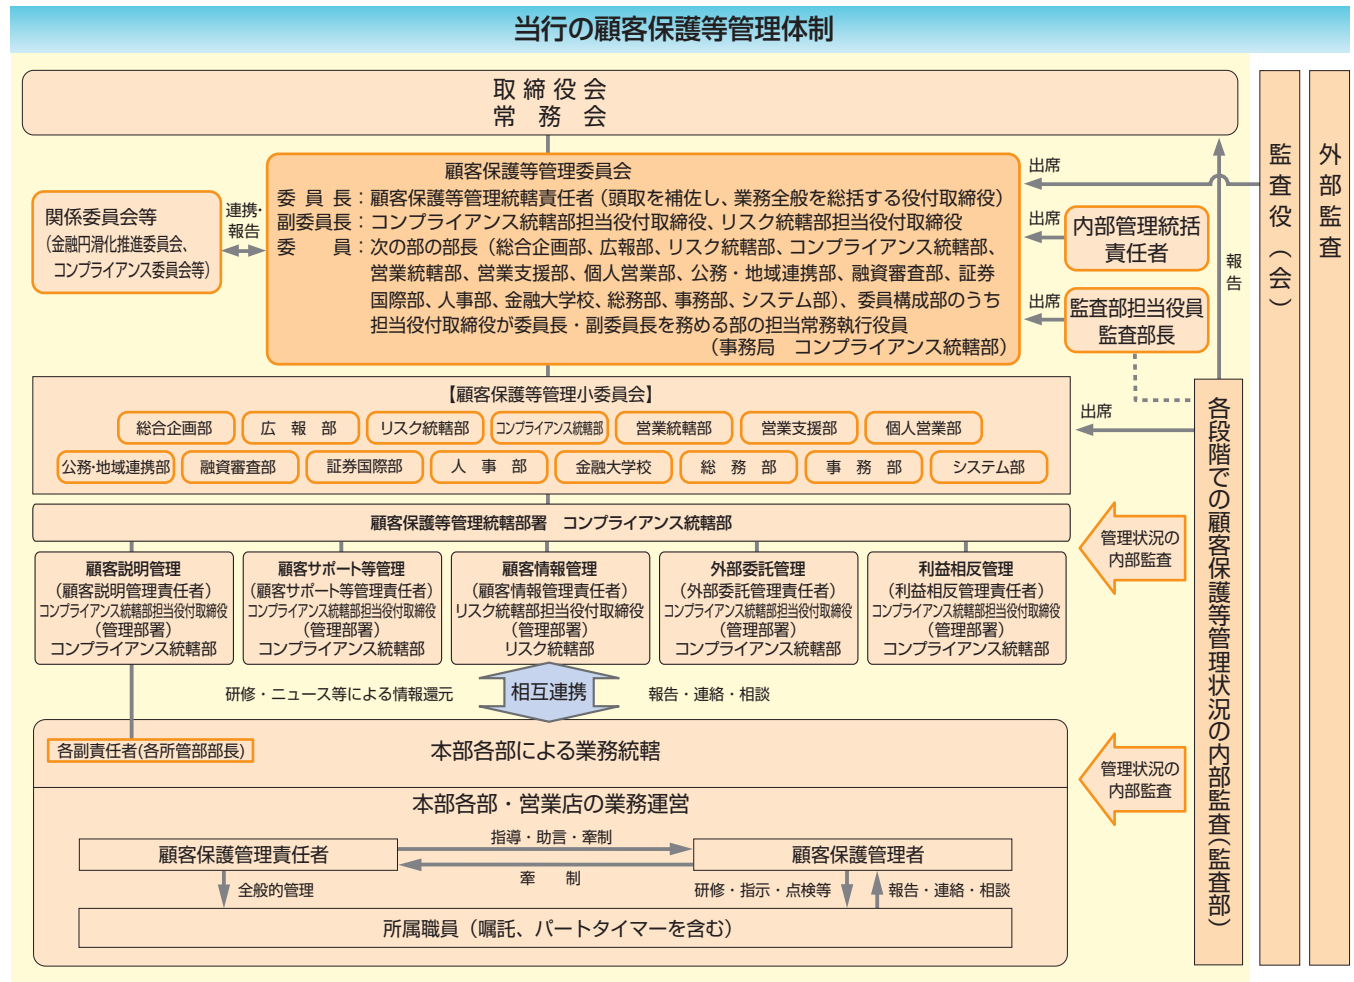 当行の顧客保護等管理体制
取締役会
常務会
顧客保護等管理委員会
委員長：顧客保護等管理統轄責任者（頭取を補佐し、業務全般を総括する役付取締役）
副委員長：コンプライアンス統轄部担当役付取締役、リスク統轄部担当役付取締役
委員：次の部の部長（総合企画部、広報部、リスク統轄部、コンプライアンス統轄部、
営業統轄部、営業支援部、個人営業部、公務・地域連携部、融資審査部、証券
国際部、人事部、金融大学校、総務部、事務部、システム部）、委員構成部のうち
担当役付取締役が委員長・副委員長を務める部の担当常務執行役員
（事務局　コンプライアンス統轄部）
関係委員会等
（金融円滑化推進委員会、
コンプライアンス委員会等）
連携・
報告
出席
出席
内部管理統括
責任者
出席
監査部担当役員
監査部長
報告
監査役（会）
外部監査
【顧客保護等管理小委員会】
総合企画部
広報部
リスク統轄部
コンプライアンス統轄部
営業統轄部
営業支援部
個人営業部
公務・地域連携部
融資審査部
証券国際部
人事部
金融大学校
総務部
事務部
システム部
出席
各段階での顧客保護等管理状況の内部監査（監査部）
顧客保護等管理統轄部署　コンプライアンス統轄部
管理状況の
内部監査
顧客説明管理
（顧客説明管理責任者）
コンプライアンス統轄部担当役付取締役
（管理部署）
コンプライアンス統轄部
顧客サポート等管理
（顧客サポート等管理責任者）
コンプライアンス統轄部担当役付取締役
（管理部署）
コンプライアンス統轄部
顧客情報管理
（顧客情報管理責任者）
リスク統轄部担当役付取締役
（管理部署）
リスク統轄部
外部委託管理
（外部委託管理責任者）
コンプライアンス統轄部担当役付取締役
（管理部署）
コンプライアンス統轄部
利益相反管理
（利益相反管理責任者）
コンプライアンス統轄部担当役付取締役
（管理部署）
コンプライアンス統轄部
研修・ニュース等による情報還元
相互連携
報告・連絡・相談
各副責任者(各所管部部長)
本部各部による業務統轄
管理状況の
内部監査
本部各部・営業店の業務運営
顧客保護管理責任者
指導・助言・牽制
牽制
顧客保護管理者
全般的管理
研修・指示・点検等
報告・連絡・相談
所属職員（嘱託、パートタイマーを含む）